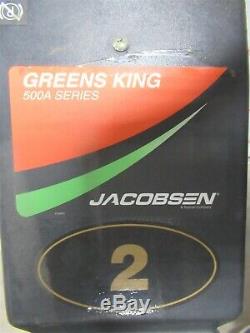 GREENS KING
500A SERIES
JACOBSEN
2